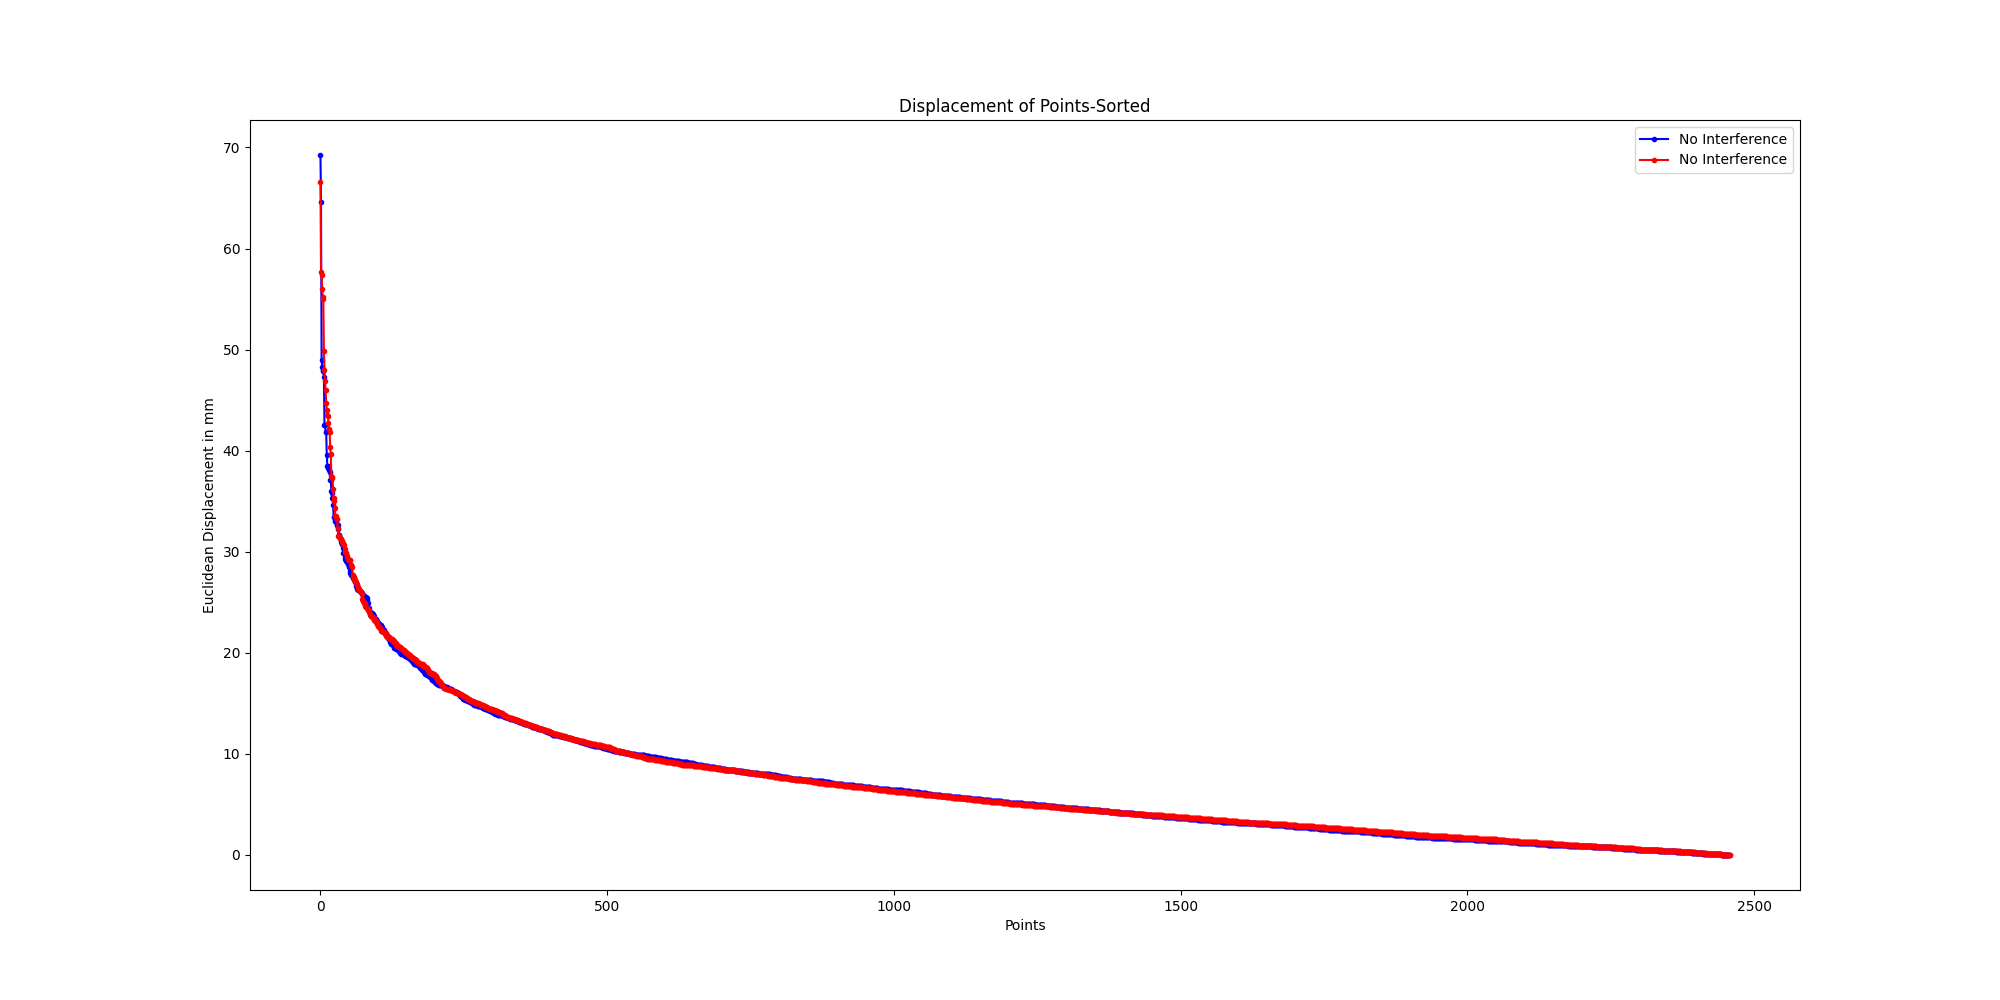 Displacement of Points-Sorted
No Interference
No Interference
70
60
50
40
30
20
10
0
Euclidean Displacement in mm
0 500 1000 1500 2000 2500
Points